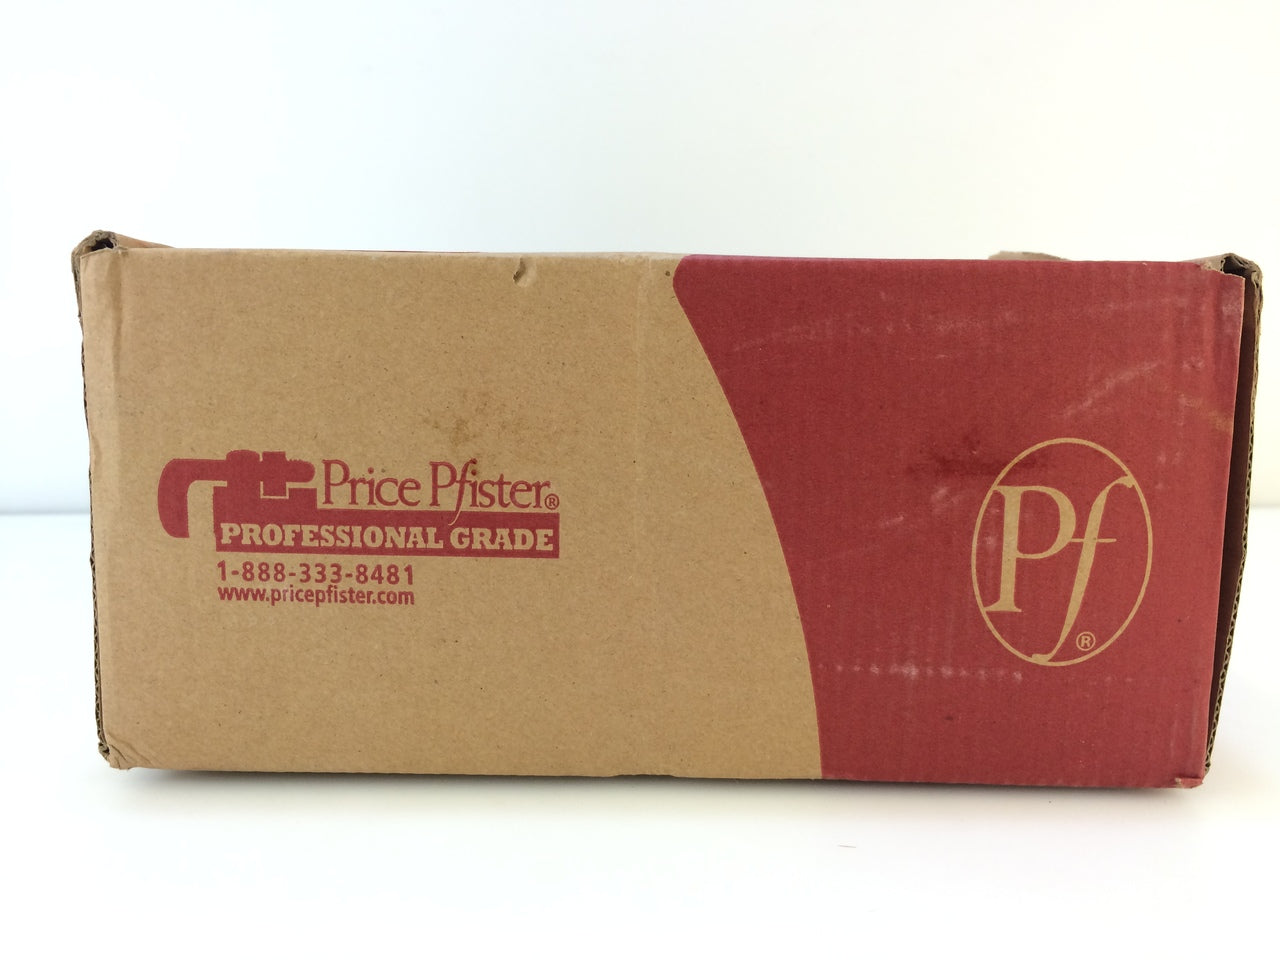 Price Pfister®
PROFESSIONAL GRADE
1-888-333-8481
www.pricepfister.com
Pf®